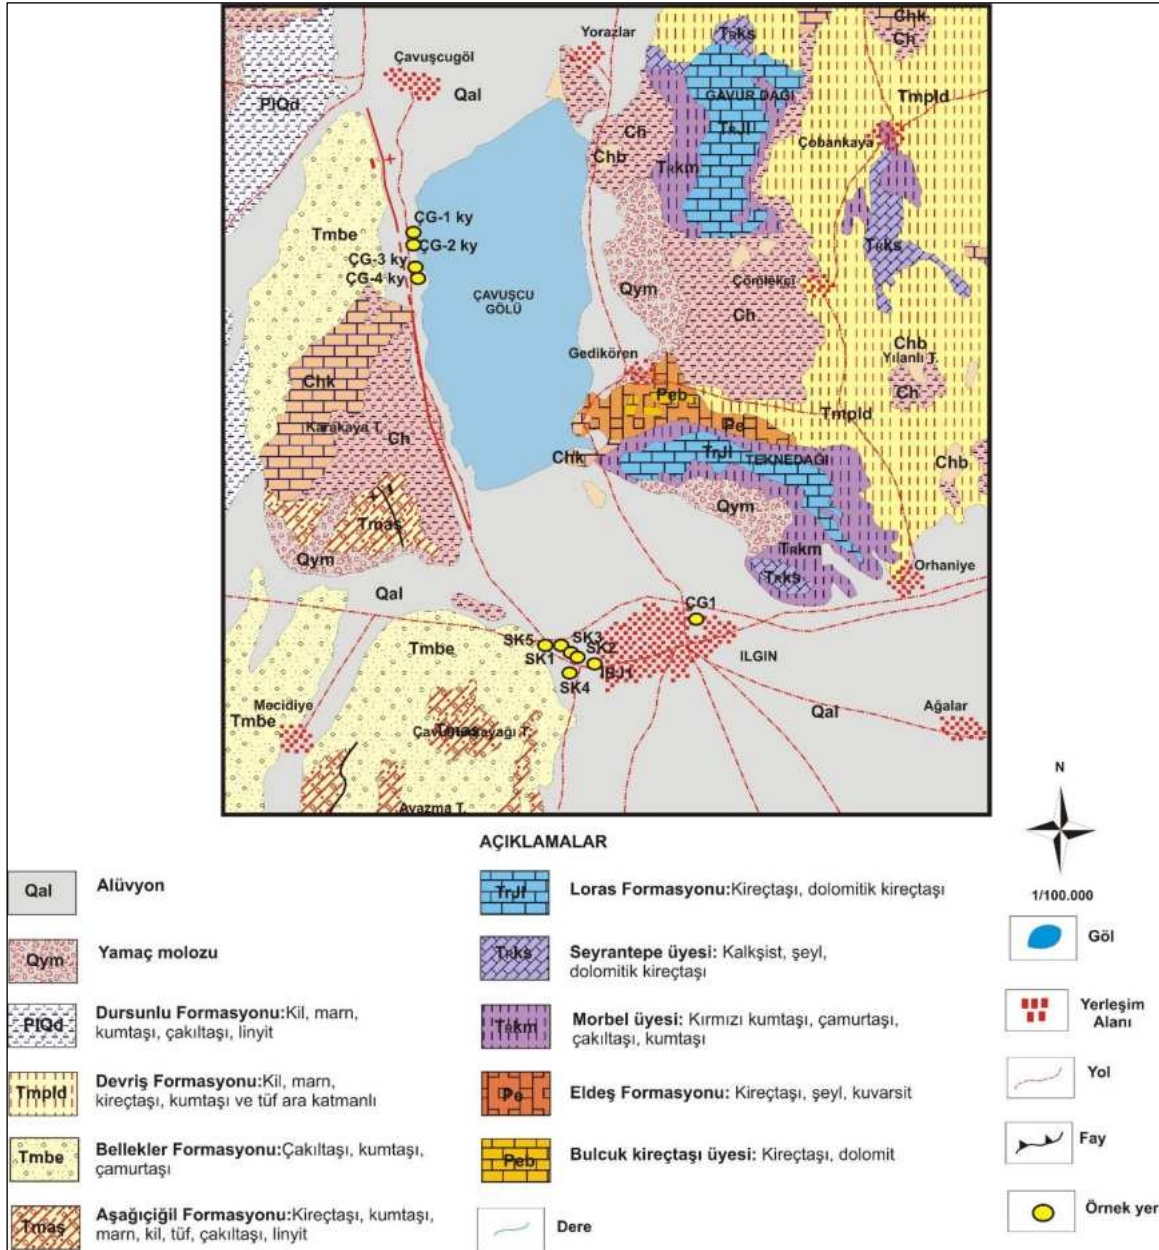 Çavuşcugöl
Yorazlar
TRks
Chk
Ch
Qal
PlQd
GAVUR DAĞI
Tmpld
TRJl
Çobankaya
Ch
Chb
TRkm
ÇG-1 ky
ÇG-2 ky
Tmbe
TRks
ÇG-3 ky
ÇG-4 ky
ÇAVUŞCU
GÖLÜ
Qym
Çömlekçi
Ch
Gedikören
Chb
Yılanlı T.
Ch
Chk
Peb
Tmpld
Karakaya T.
Ch
Pe
TrJl
TEKNEDAĞI
Chk
Chb
Qym
Tmaş
Qym
TRkm
TRks
Orhaniye
Qal
ÇG1
Tmbe
SK5
SK3
SK1
SK2
IBJ1
ILGIN
SK4
Mecidiye
Tmbe
Qal
Ağalar
Tmaş
Ayazma T.
N
AÇIKLAMALAR
1/100.000
Qal
Alüvyon
Qym
Yamaç molozu
PlQd
Dursunlu Formasyonu:Kil, marn,
kumtaşı, çakıltaşı, linyit
Tmpld
Devriş Formasyonu:Kil, marn,
kireçtaşı, kumtaşı ve tüf ara katmanlı
Tmbe
Bellekler Formasyonu:Çakıltaşı, kumtaşı,
çamurtaşı
Tmaş
Aşağıçiğil Formasyonu:Kireçtaşı, kumtaşı,
marn, kil, tüf, çakıltaşı, linyit
TrJl
Loras Formasyonu:Kireçtaşı, dolomitik kireçtaşı
TRks
Seyrantepe üyesi: Kalkşist, şeyl,
dolomitik kireçtaşı
TRkm
Morbel üyesi: Kırmızı kumtaşı, çamurtaşı,
çakıltaşı, kumtaşı
Pe
Eldeş Formasyonu: Kireçtaşı, şeyl, kuvarsit
Peb
Bulcuk kireçtaşı üyesi: Kireçtaşı, dolomit
Dere
Göl
Yerleşim
Alanı
Yol
Fay
Örnek yer